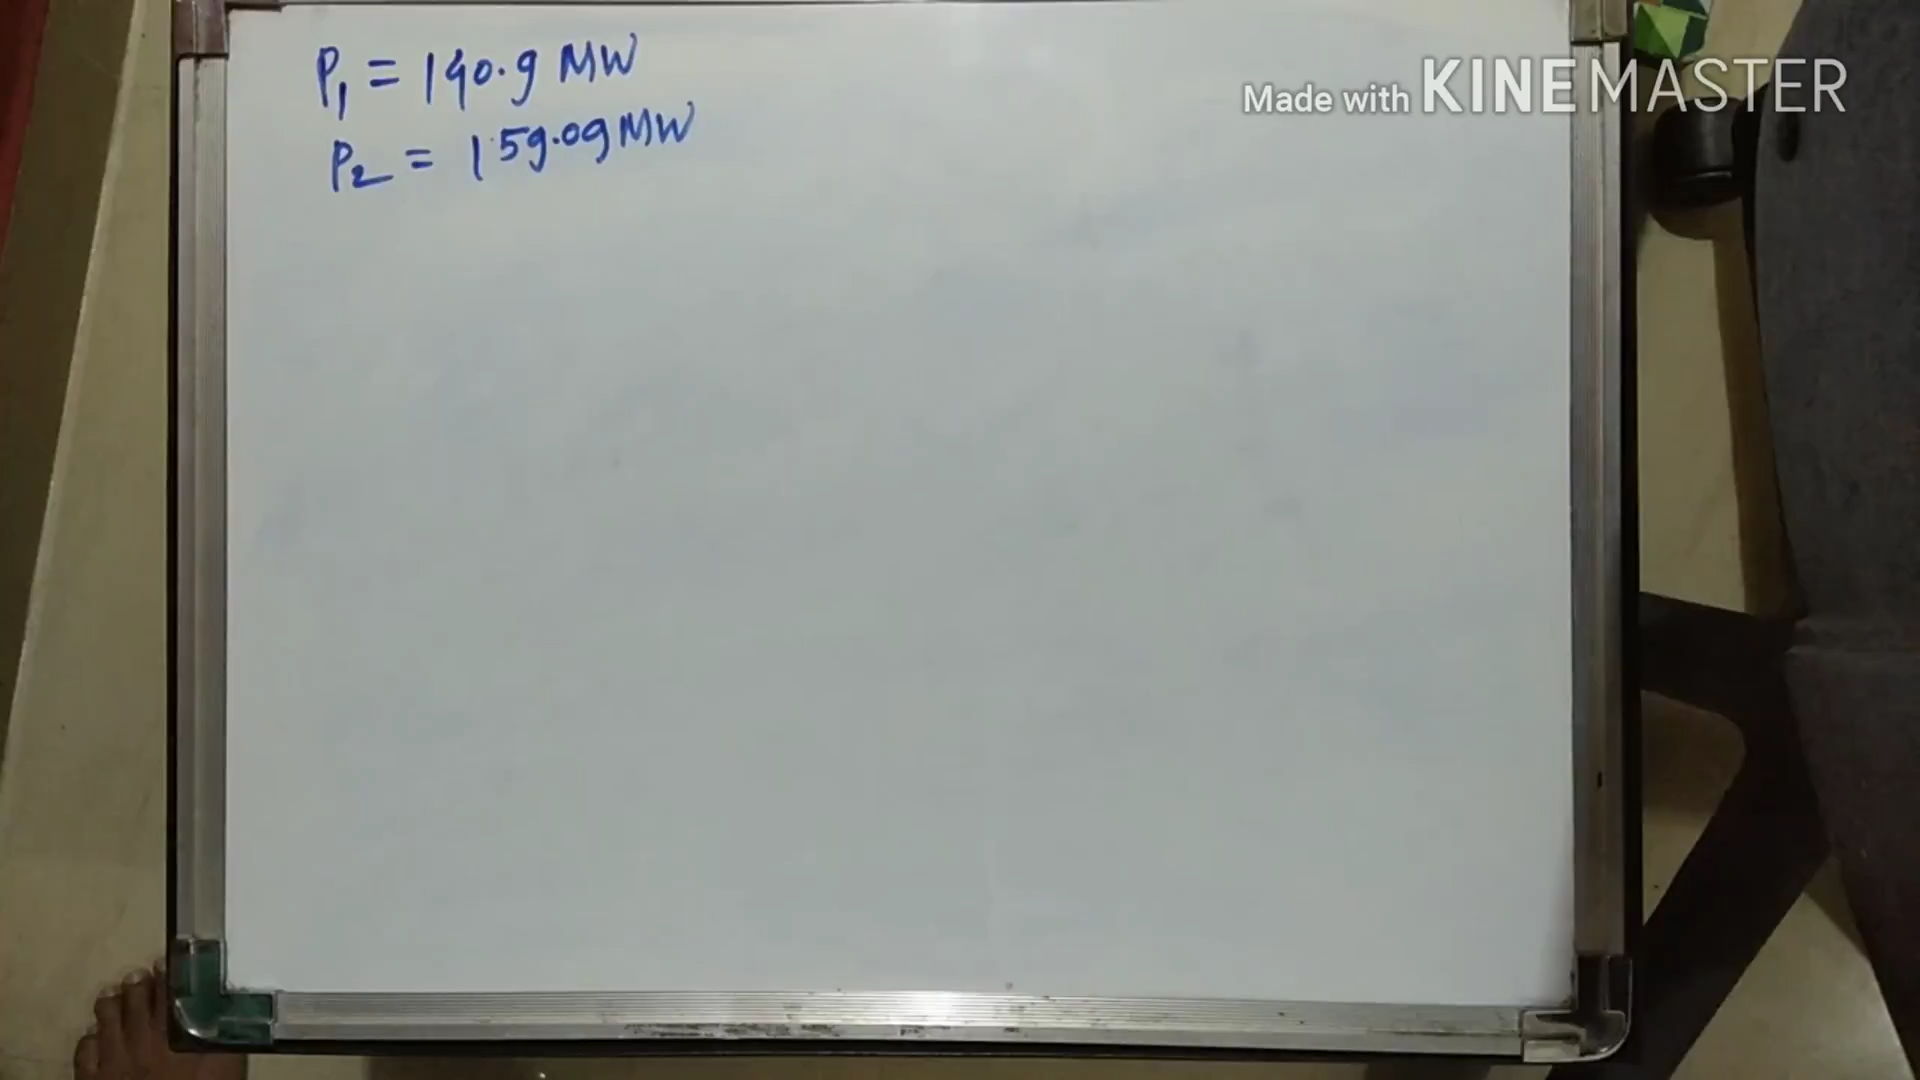 P₁ = 140.9 MW
P₂ = 159.09 MW
Made with KINEMASTER